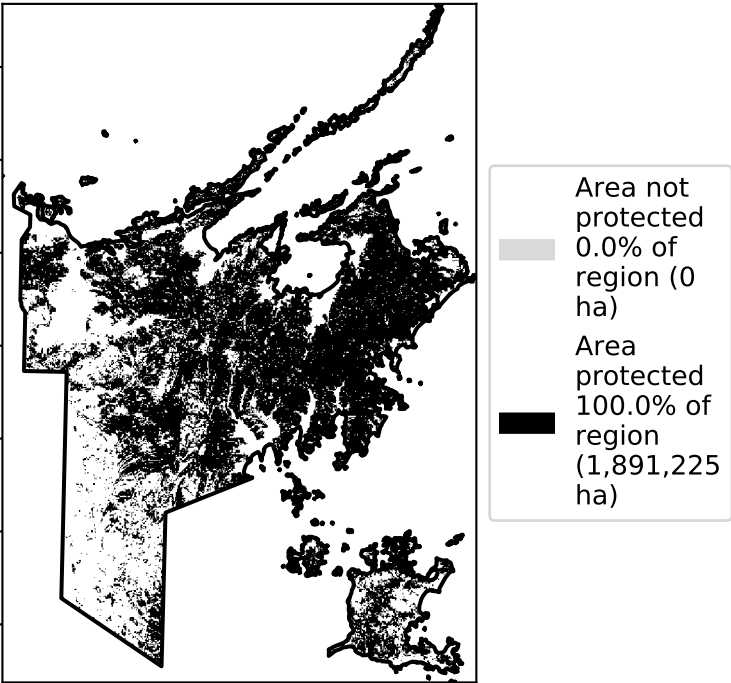 Area not
protected
0.0% of
region (0
ha)
Area
protected
100.0% of
region
(1,891,225
ha)